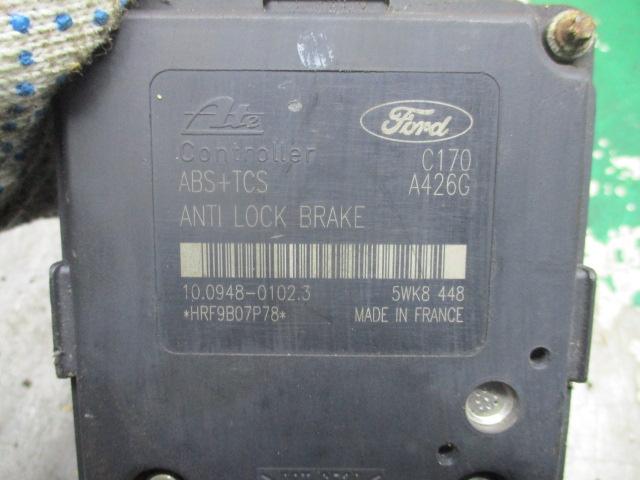 Ate
Ford
Controller
C170
ABS+TCS
A426G
ANTI LOCK BRAKE
10.0948-0102.3
5WK8 448
*HRF9B07P78*
MADE IN FRANCE